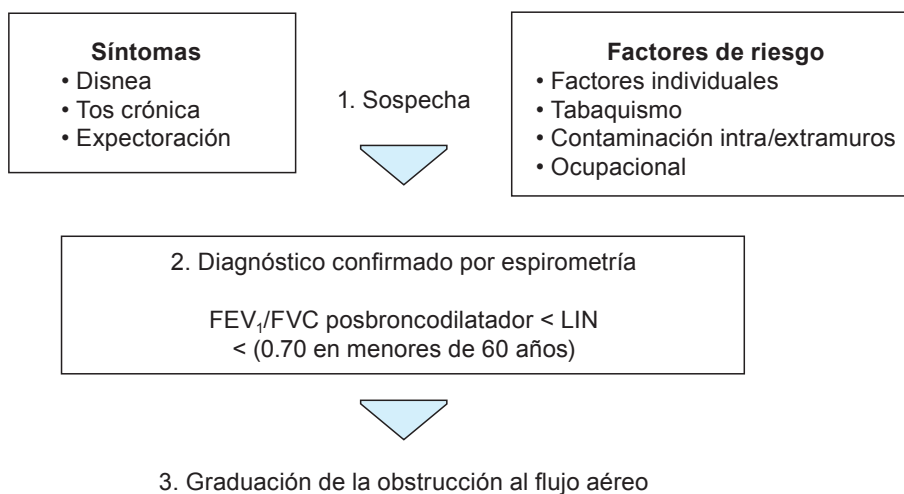 Síntomas
• Disnea
• Tos crónica
• Expectoración
1. Sospecha
Factores de riesgo
• Factores individuales
• Tabaquismo
• Contaminación intra/extramuros
• Ocupacional
2. Diagnóstico confirmado por espirometría
FEV₁/FVC posbroncodilatador < LIN
< (0.70 en menores de 60 años)
3. Graduación de la obstrucción al flujo aéreo